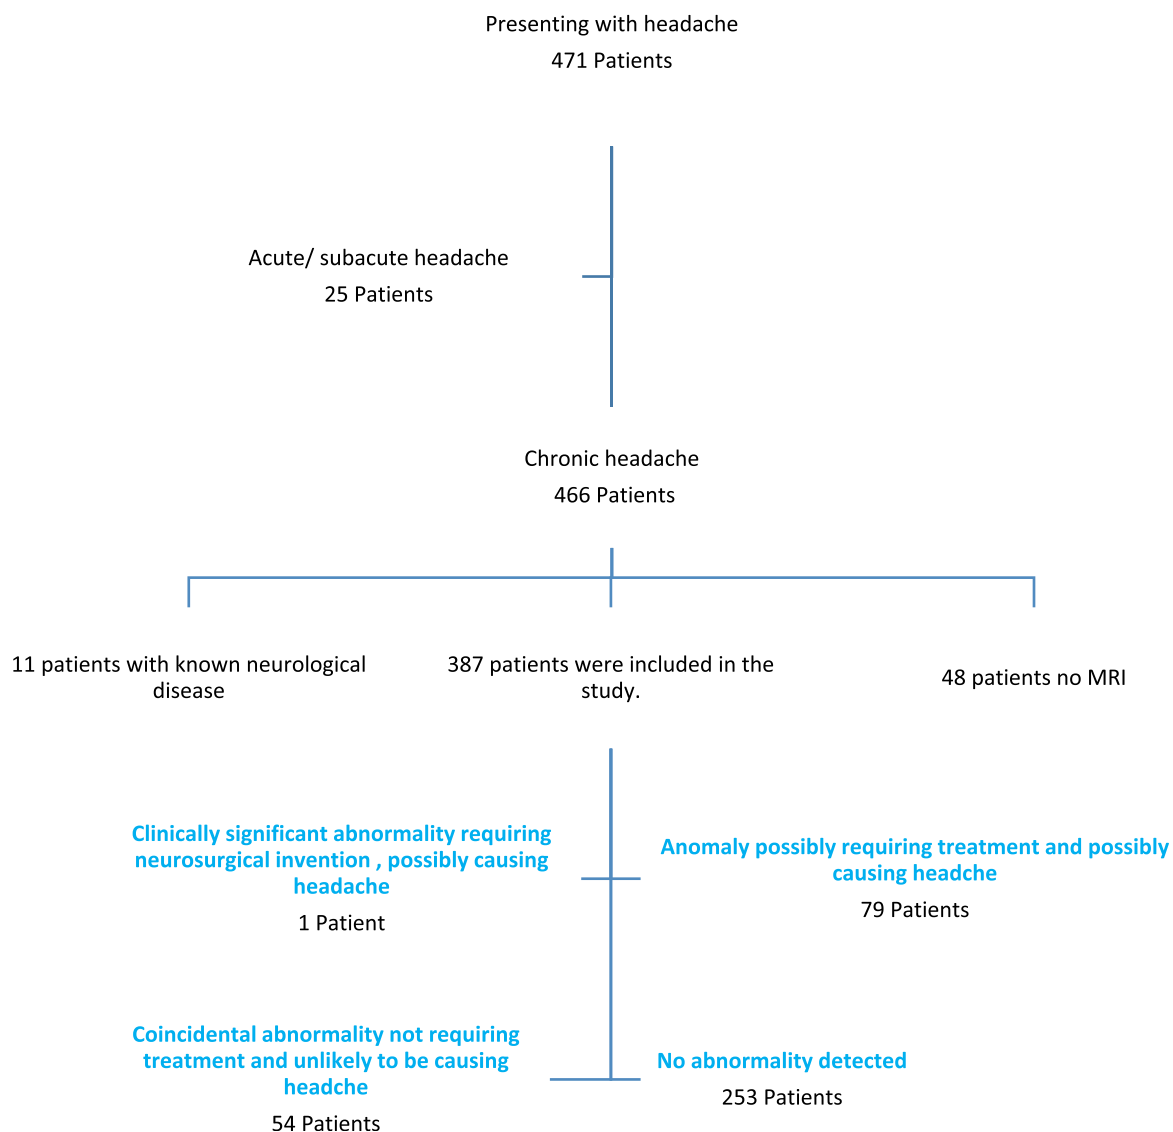 Presenting with headache
471 Patients
Acute/ subacute headache
25 Patients
Chronic headache
466 Patients
11 patients with known neurological
disease
387 patients were included in the
study.
48 patients no MRI
Clinically significant abnormality requiring
neurosurgical invention , possibly causing
headache
1 Patient
Anomaly possibly requiring treatment and possibly
causing headche
79 Patients
Coincidental abnormality not requiring
treatment and unlikely to be causing
headche
54 Patients
No abnormality detected
253 Patients